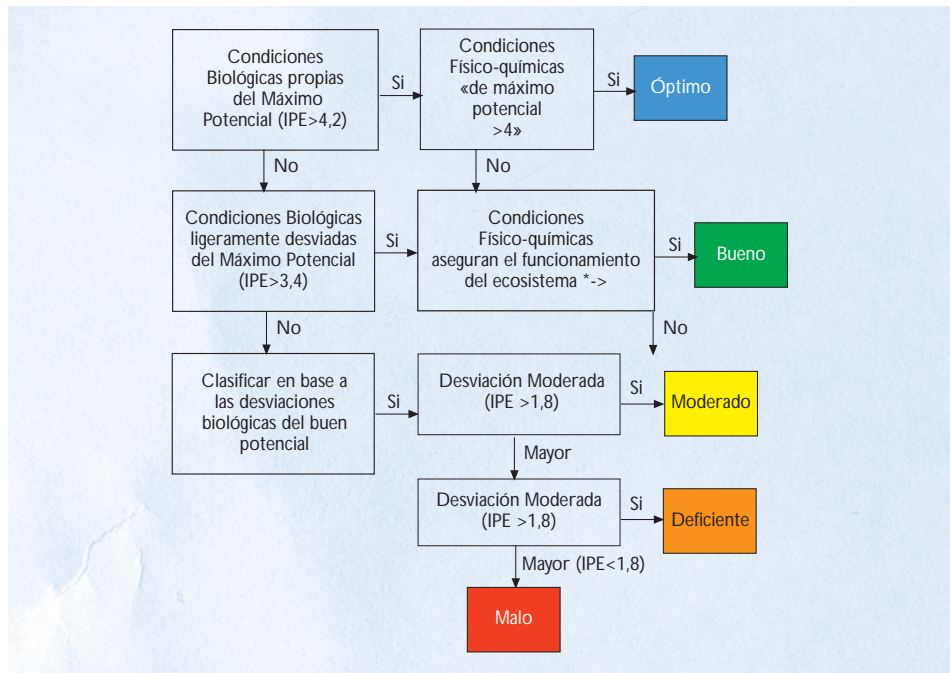 Condiciones
Biológicas propias
del Máximo
Potencial (IPE>4,2)
Si
Condiciones
Físico-químicas
«de máximo
potencial
>4»
Si
Óptimo
No
No
Condiciones Biológicas
ligeramente desviadas
del Máximo Potencial
(IPE>3,4)
Si
Condiciones
Físico-químicas
aseguran el funcionamiento
del ecosistema *->
Si
Bueno
No
No
Clasificar en base a
las desviaciones
biológicas del buen
potencial
Si
Desviación Moderada
(IPE >1,8)
Si
Moderado
Mayor
Desviación Moderada
(IPE >1,8)
Si
Deficiente
Mayor (IPE<1,8)
Malo